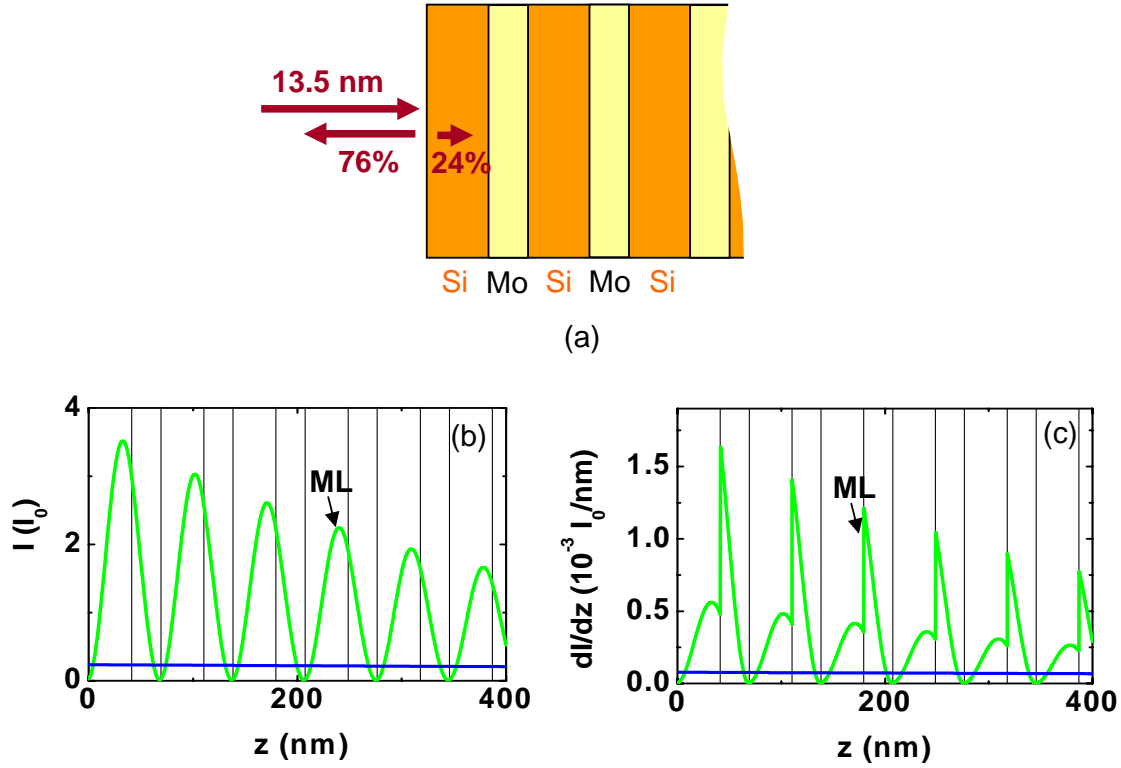 13.5 nm
76%
24%
Si Mo Si Mo Si
(a)
4
2
0
I (I0)
(b)
ML
0 200 400
z (nm)
1.5
1.0
0.5
0.0
dI/dz (10-3 I0/nm)
(c)
ML
0 200 400
z (nm)